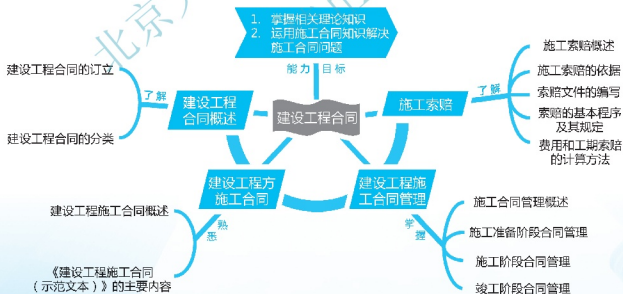 北京
1. 掌握相关理论知识
2. 运用施工合同知识解决
施工合同问题
能力目标
建设工程合同
建设工程
合同概述
了解
建设工程合同的订立
建设工程合同的分类
施工索赔
了解
施工索赔概述
施工索赔的依据
索赔文件的编写
索赔的基本程序
及其规定
费用和工期索赔
的计算方法
建设工程方
施工合同
熟悉
建设工程施工合同概述
《建设工程施工合同
（示范文本）》的主要内容
建设工程施
工合同管理
掌握
施工合同管理概述
施工准备阶段合同管理
施工阶段合同管理
竣工阶段合同管理